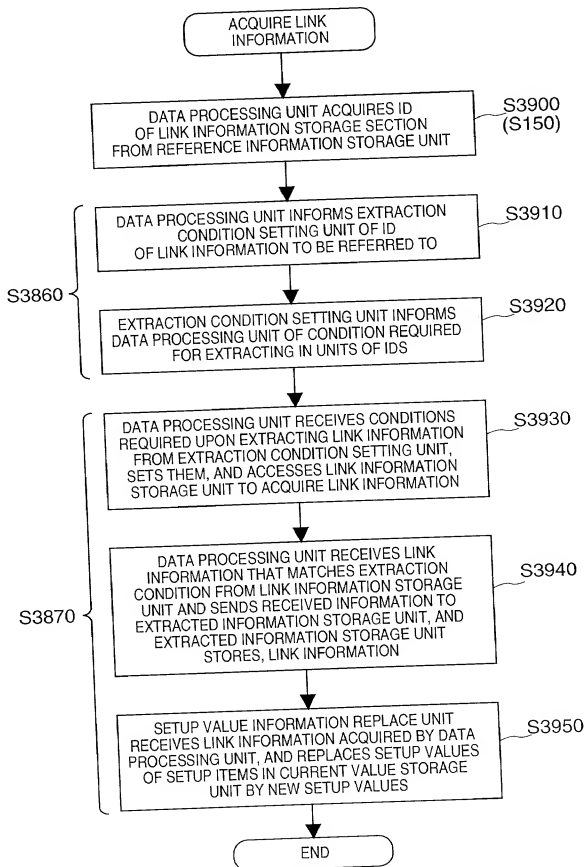 ACQUIRE LINK
INFORMATION
DATA PROCESSING UNIT ACQUIRES ID
OF LINK INFORMATION STORAGE SECTION
FROM REFERENCE INFORMATION STORAGE UNIT
S3900
(S150)
S3860
DATA PROCESSING UNIT INFORMS EXTRACTION
CONDITION SETTING UNIT OF ID
OF LINK INFORMATION TO BE REFERRED TO
S3910
EXTRACTION CONDITION SETTING UNIT INFORMS
DATA PROCESSING UNIT OF CONDITION REQUIRED
FOR EXTRACTING IN UNITS OF IDS
S3920
S3870
DATA PROCESSING UNIT RECEIVES CONDITIONS
REQUIRED UPON EXTRACTING LINK INFORMATION
FROM EXTRACTION CONDITION SETTING UNIT,
SETS THEM, AND ACCESSES LINK INFORMATION
STORAGE UNIT TO ACQUIRE LINK INFORMATION
S3930
DATA PROCESSING UNIT RECEIVES LINK
INFORMATION THAT MATCHES EXTRACTION
CONDITION FROM LINK INFORMATION STORAGE
UNIT AND SENDS RECEIVED INFORMATION TO
EXTRACTED INFORMATION STORAGE UNIT, AND
EXTRACTED INFORMATION STORAGE UNIT
STORES, LINK INFORMATION
S3940
SETUP VALUE INFORMATION REPLACE UNIT
RECEIVES LINK INFORMATION ACQUIRED BY DATA
PROCESSING UNIT, AND REPLACES SETUP VALUES
OF SETUP ITEMS IN CURRENT VALUE STORAGE
UNIT BY NEW SETUP VALUES
S3950
END